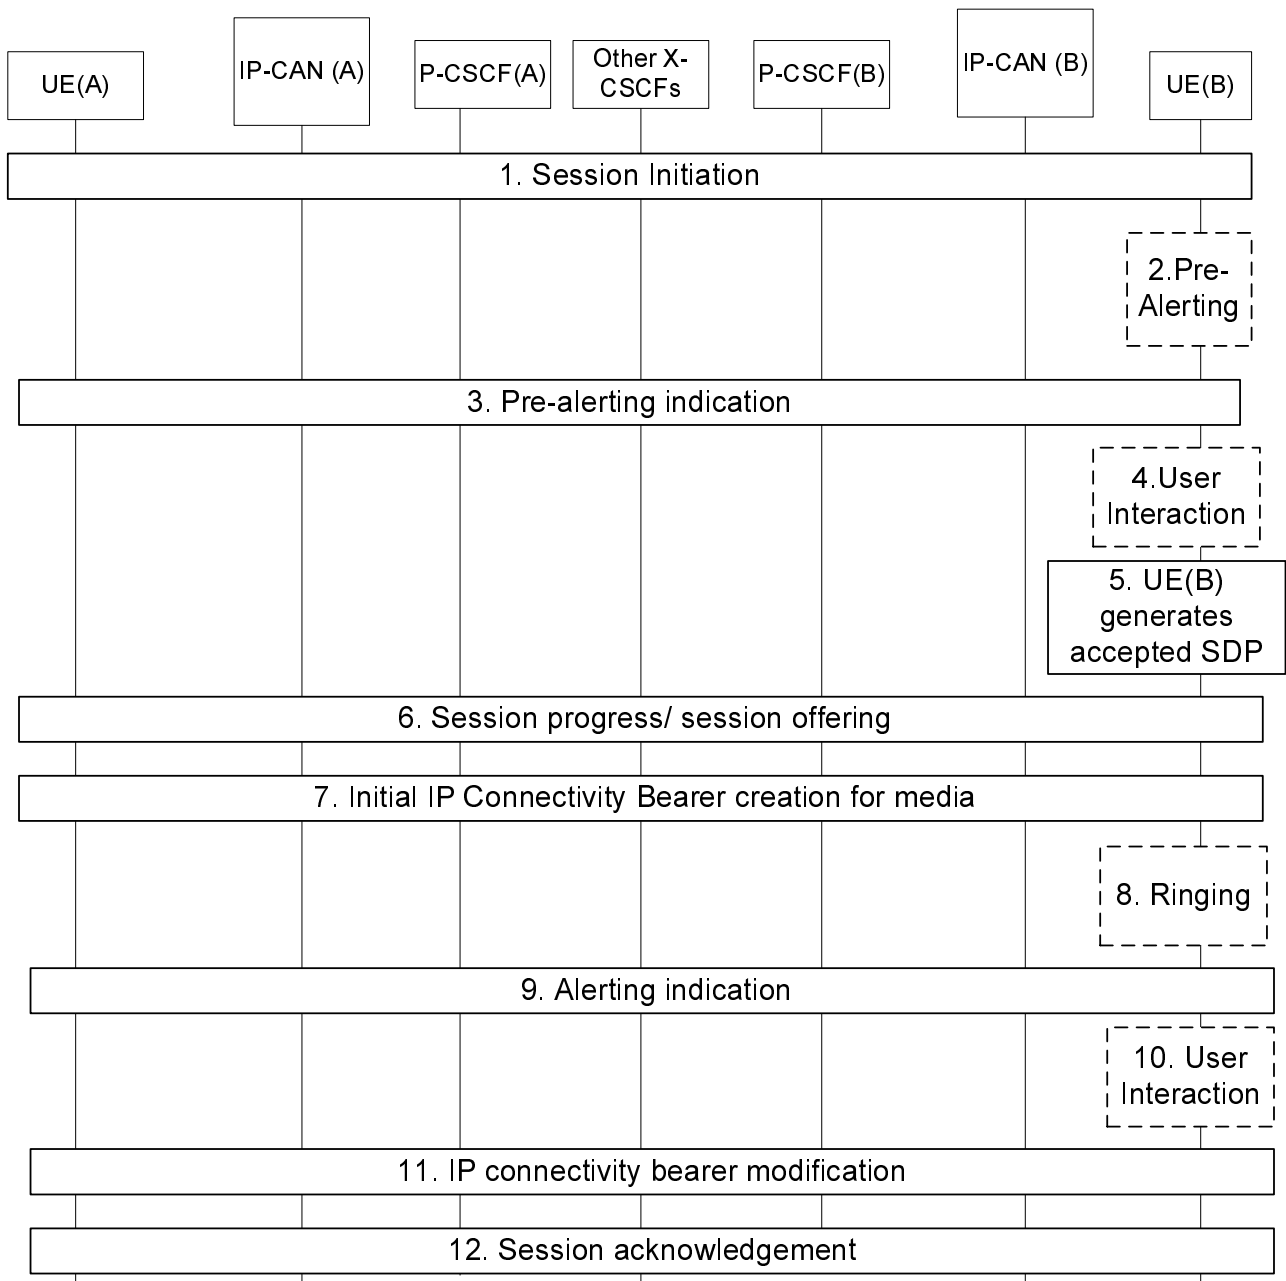 UE(A)
IP-CAN (A)
P-CSCF(A)
Other X-
CSCFs
P-CSCF(B)
IP-CAN (B)
UE(B)
1. Session Initiation
2.Pre-
Alerting
3. Pre-alerting indication
4.User
Interaction
5. UE(B)
generates
accepted SDP
6. Session progress/ session offering
7. Initial IP Connectivity Bearer creation for media
8. Ringing
9. Alerting indication
10. User
Interaction
11. IP connectivity bearer modification
12. Session acknowledgement